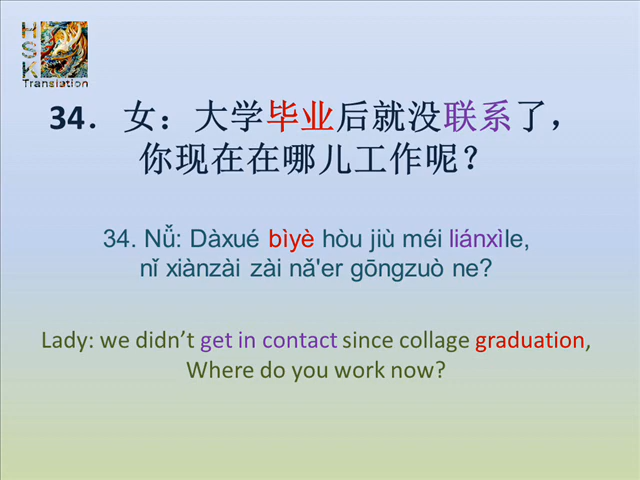 HSK
Translation
34. 女：大学毕业后就没联系了，
你现在在哪儿工作呢？
34. Nǚ: Dàxué bìyè hòu jiù méi liánxìle,
nǐ xiànzài zài nǎ'er gōngzuò ne?
Lady: we didn’t get in contact since collage graduation,
Where do you work now?